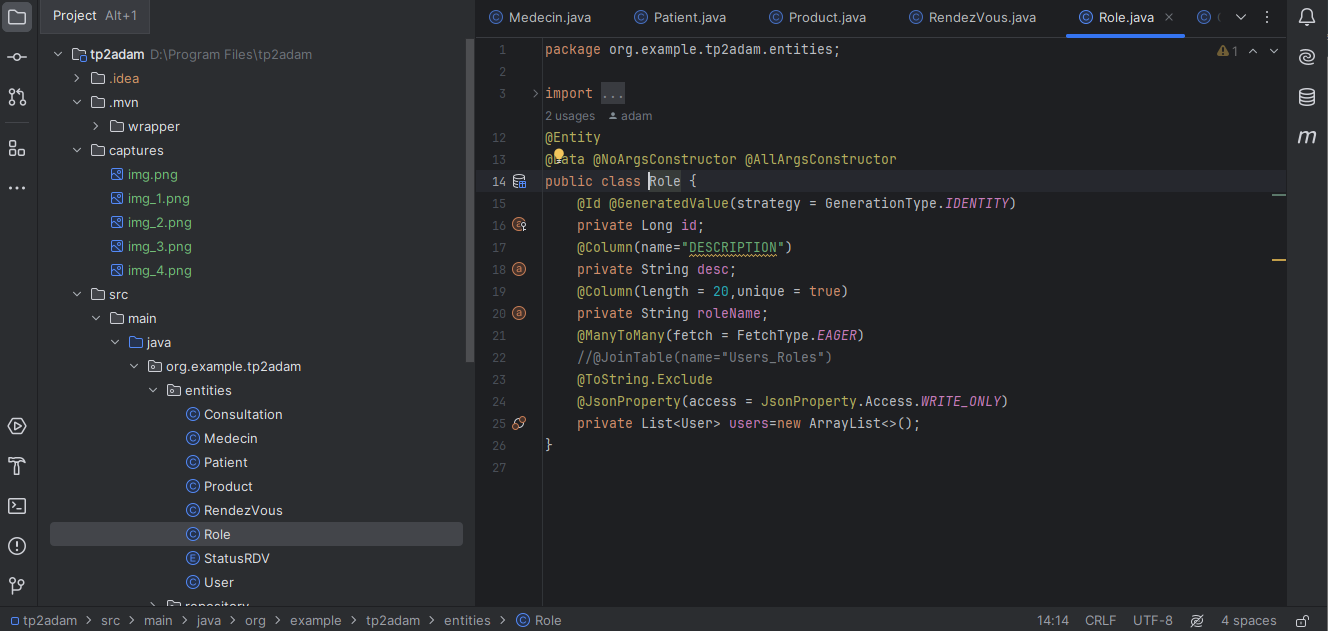 Project Alt+1
tp2adam D:\Program Files\tp2adam
.idea
.mvn
wrapper
captures
img.png
img_1.png
img_2.png
img_3.png
img_4.png
src
main
java
org.example.tp2adam
entities
Consultation
Medecin
Patient
Product
RendezVous
Role
StatusRDV
User
repository
Medecin.java Patient.java Product.java RendezVous.java Role.java
1 package org.example.tp2adam.entities;
1
2
3 import ...
2 usages adam
12 @Entity
13 @Data @NoArgsConstructor @AllArgsConstructor
14 public class Role {
15 @Id @GeneratedValue(strategy = GenerationType.IDENTITY)
16 private Long id;
17 @Column(name="DESCRIPTION")
18 private String desc;
19 @Column(length = 20,unique = true)
20 private String roleName;
21 @ManyToMany(fetch = FetchType.EAGER)
22 //@JoinTable(name="Users_Roles")
23 @ToString.Exclude
24 @JsonProperty(access = JsonProperty.Access.WRITE_ONLY)
25 private List<User> users=new ArrayList<>();
26 }
27
m
tp2adam > src > main > java > org > example > tp2adam > entities > Role
14:14 CRLF UTF-8 4 spaces